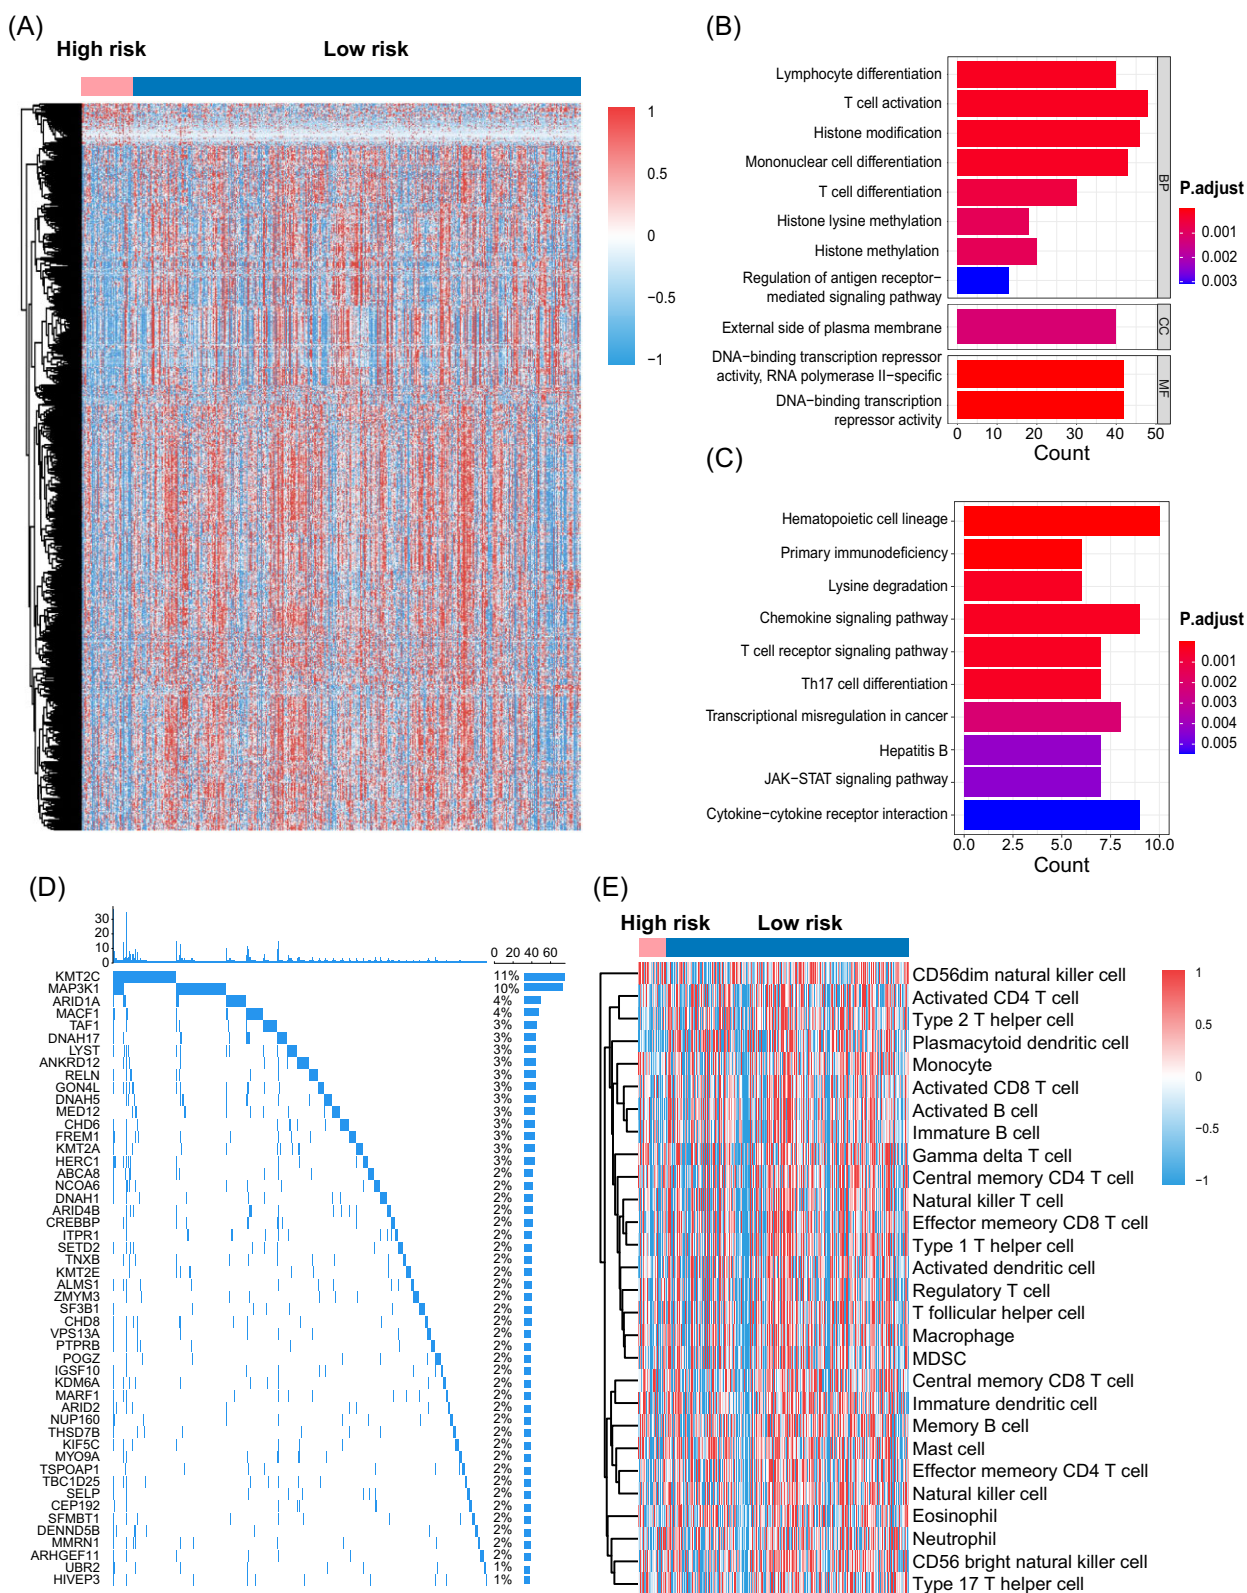 (A)
High risk
Low risk
1
0.5
0
−0.5
−1
(B)
Lymphocyte differentiation
T cell activation
Histone modification
Mononuclear cell differentiation
T cell differentiation
Histone lysine methylation
Histone methylation
Regulation of antigen receptor−
mediated signaling pathway
External side of plasma membrane
DNA−binding transcription repressor
activity, RNA polymerase II−specific
DNA−binding transcription
repressor activity
BP
CC
MF
0 10 20 30 40 50
Count
P.adjust
0.001
0.002
0.003
(C)
Hematopoietic cell lineage
Primary immunodeficiency
Lysine degradation
Chemokine signaling pathway
T cell receptor signaling pathway
Th17 cell differentiation
Transcriptional misregulation in cancer
Hepatitis B
JAK−STAT signaling pathway
Cytokine−cytokine receptor interaction
0.0 2.5 5.0 7.5 10.0
Count
P.adjust
0.001
0.002
0.003
0.004
0.005
(D)
30
20
10
0
0 20 40 60
KMT2C 11%
MAP3K1 10%
ARID1A 4%
MACF1 4%
TAF1 3%
DNAH17 3%
LYST 3%
ANKRD12 3%
RELN 3%
GON4L 3%
DNAH5 3%
MED12 3%
CHD6 3%
FREM1 3%
KMT2A 3%
HERC1 3%
ABCA8 2%
NCOA6 2%
DNAH1 2%
ARID4B 2%
CREBBP 2%
ITPR1 2%
SETD2 2%
TNXB 2%
KMT2E 2%
ALMS1 2%
ZMYM3 2%
SF3B1 2%
CHD8 2%
VPS13A 2%
PTPRB 2%
POGZ 2%
IGSF10 2%
KDM6A 2%
MARF1 2%
ARID2 2%
NUP160 2%
THSD7B 2%
KIF5C 2%
MYO9A 2%
TSPOAP1 2%
TBC1D25 2%
SELP 2%
CEP192 2%
SFMBT1 2%
DENND5B 2%
MMRN1 2%
ARHGEF11 2%
UBR2 1%
HIVEP3 1%
(E)
High risk
Low risk
CD56dim natural killer cell
Activated CD4 T cell
Type 2 T helper cell
Plasmacytoid dendritic cell
Monocyte
Activated CD8 T cell
Activated B cell
Immature B cell
Gamma delta T cell
Central memory CD4 T cell
Natural killer T cell
Effector memeory CD8 T cell
Type 1 T helper cell
Activated dendritic cell
Regulatory T cell
T follicular helper cell
Macrophage
MDSC
Central memory CD8 T cell
Immature dendritic cell
Memory B cell
Mast cell
Effector memeory CD4 T cell
Natural killer cell
Eosinophil
Neutrophil
CD56 bright natural killer cell
Type 17 T helper cell
1
0.5
0
−0.5
−1